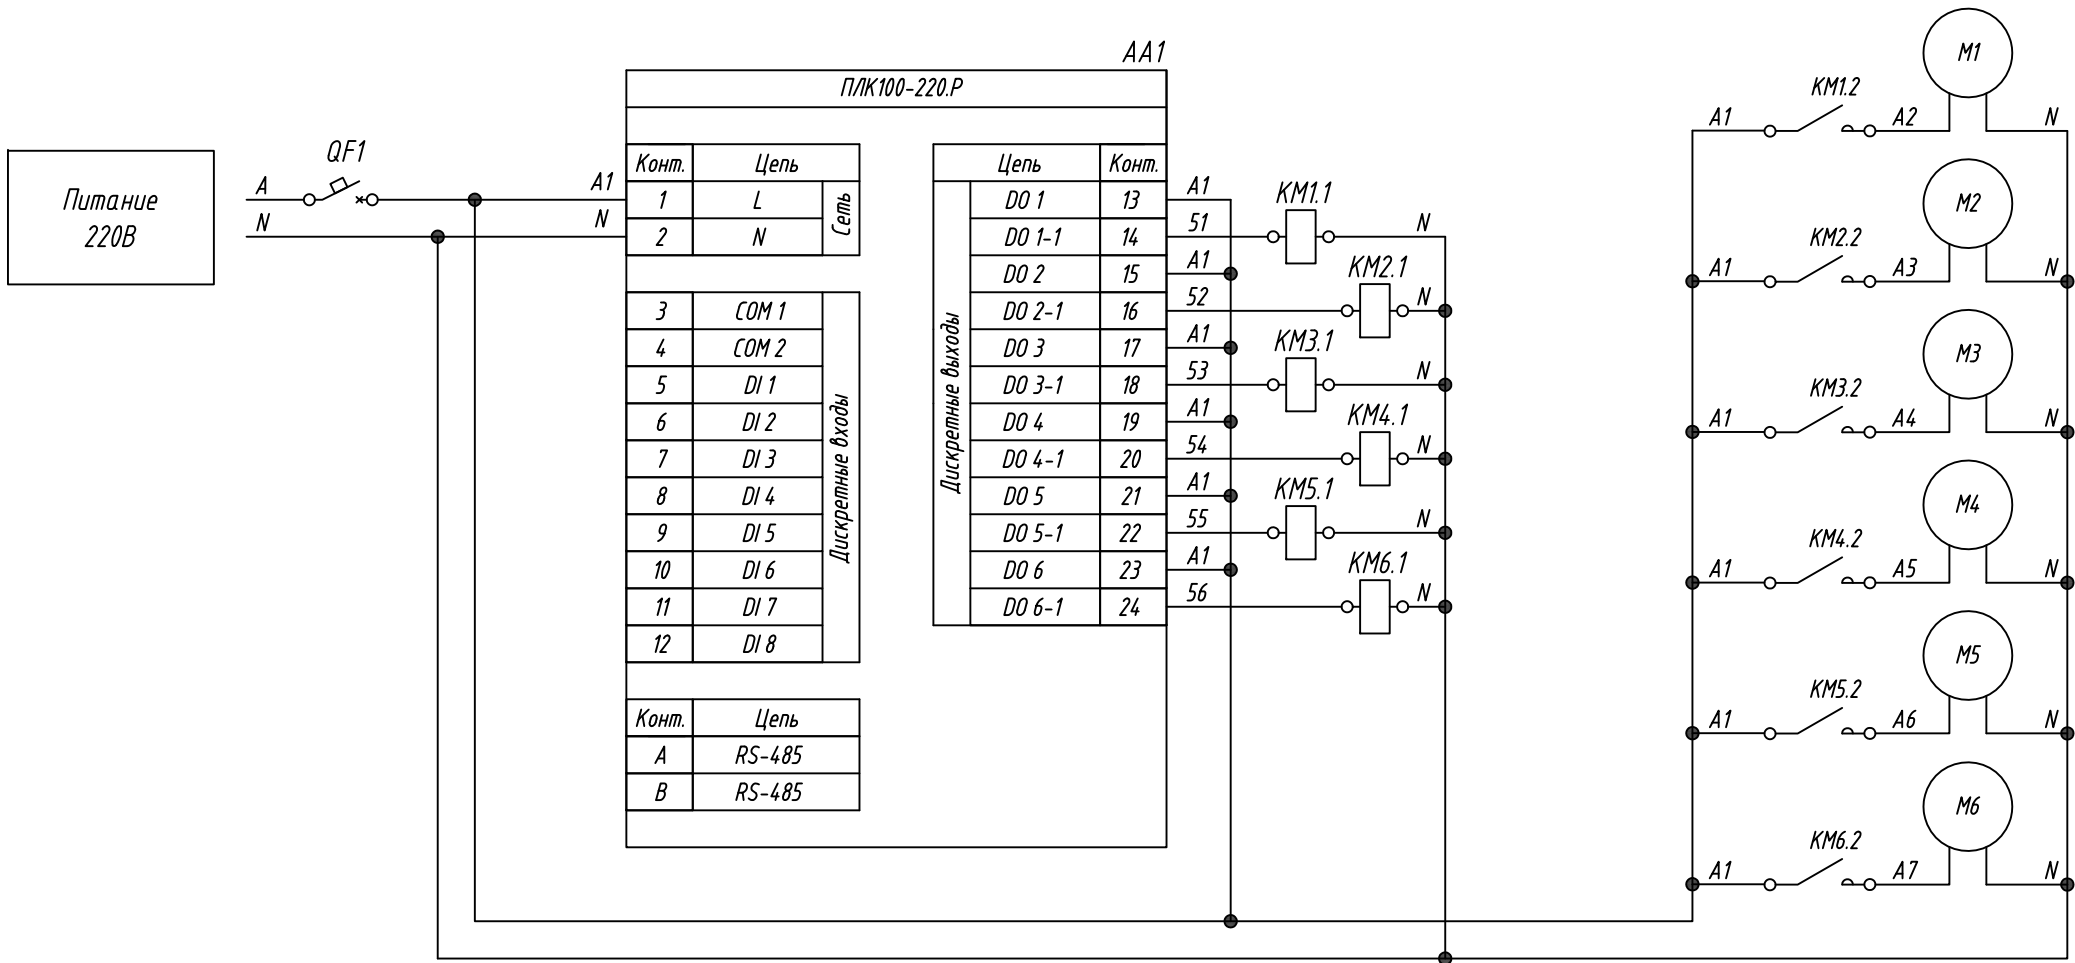 AA1
ПЛК100-220.Р
Питание
220В
A
QF1
A1
N
N
Конт.
Цепь
1
L
2
N
Сеть
3
COM 1
4
COM 2
5
DI 1
6
DI 2
7
DI 3
8
DI 4
9
DI 5
10
DI 6
11
DI 7
12
DI 8
Дискретные входы
Конт.
Цепь
A
RS-485
B
RS-485
Цепь
Конт.
Дискретные выходы
DO 1
13
A1
DO 1-1
14
51
KM1.1
N
DO 2
15
A1
DO 2-1
16
52
KM2.1
N
DO 3
17
A1
DO 3-1
18
53
KM3.1
N
DO 4
19
A1
DO 4-1
20
54
KM4.1
N
DO 5
21
A1
DO 5-1
22
55
KM5.1
N
DO 6
23
A1
DO 6-1
24
56
KM6.1
N
A1
KM1.2
A2
M1
N
A1
KM2.2
A3
M2
N
A1
KM3.2
A4
M3
N
A1
KM4.2
A5
M4
N
A1
KM5.2
A6
M5
N
A1
KM6.2
A7
M6
N